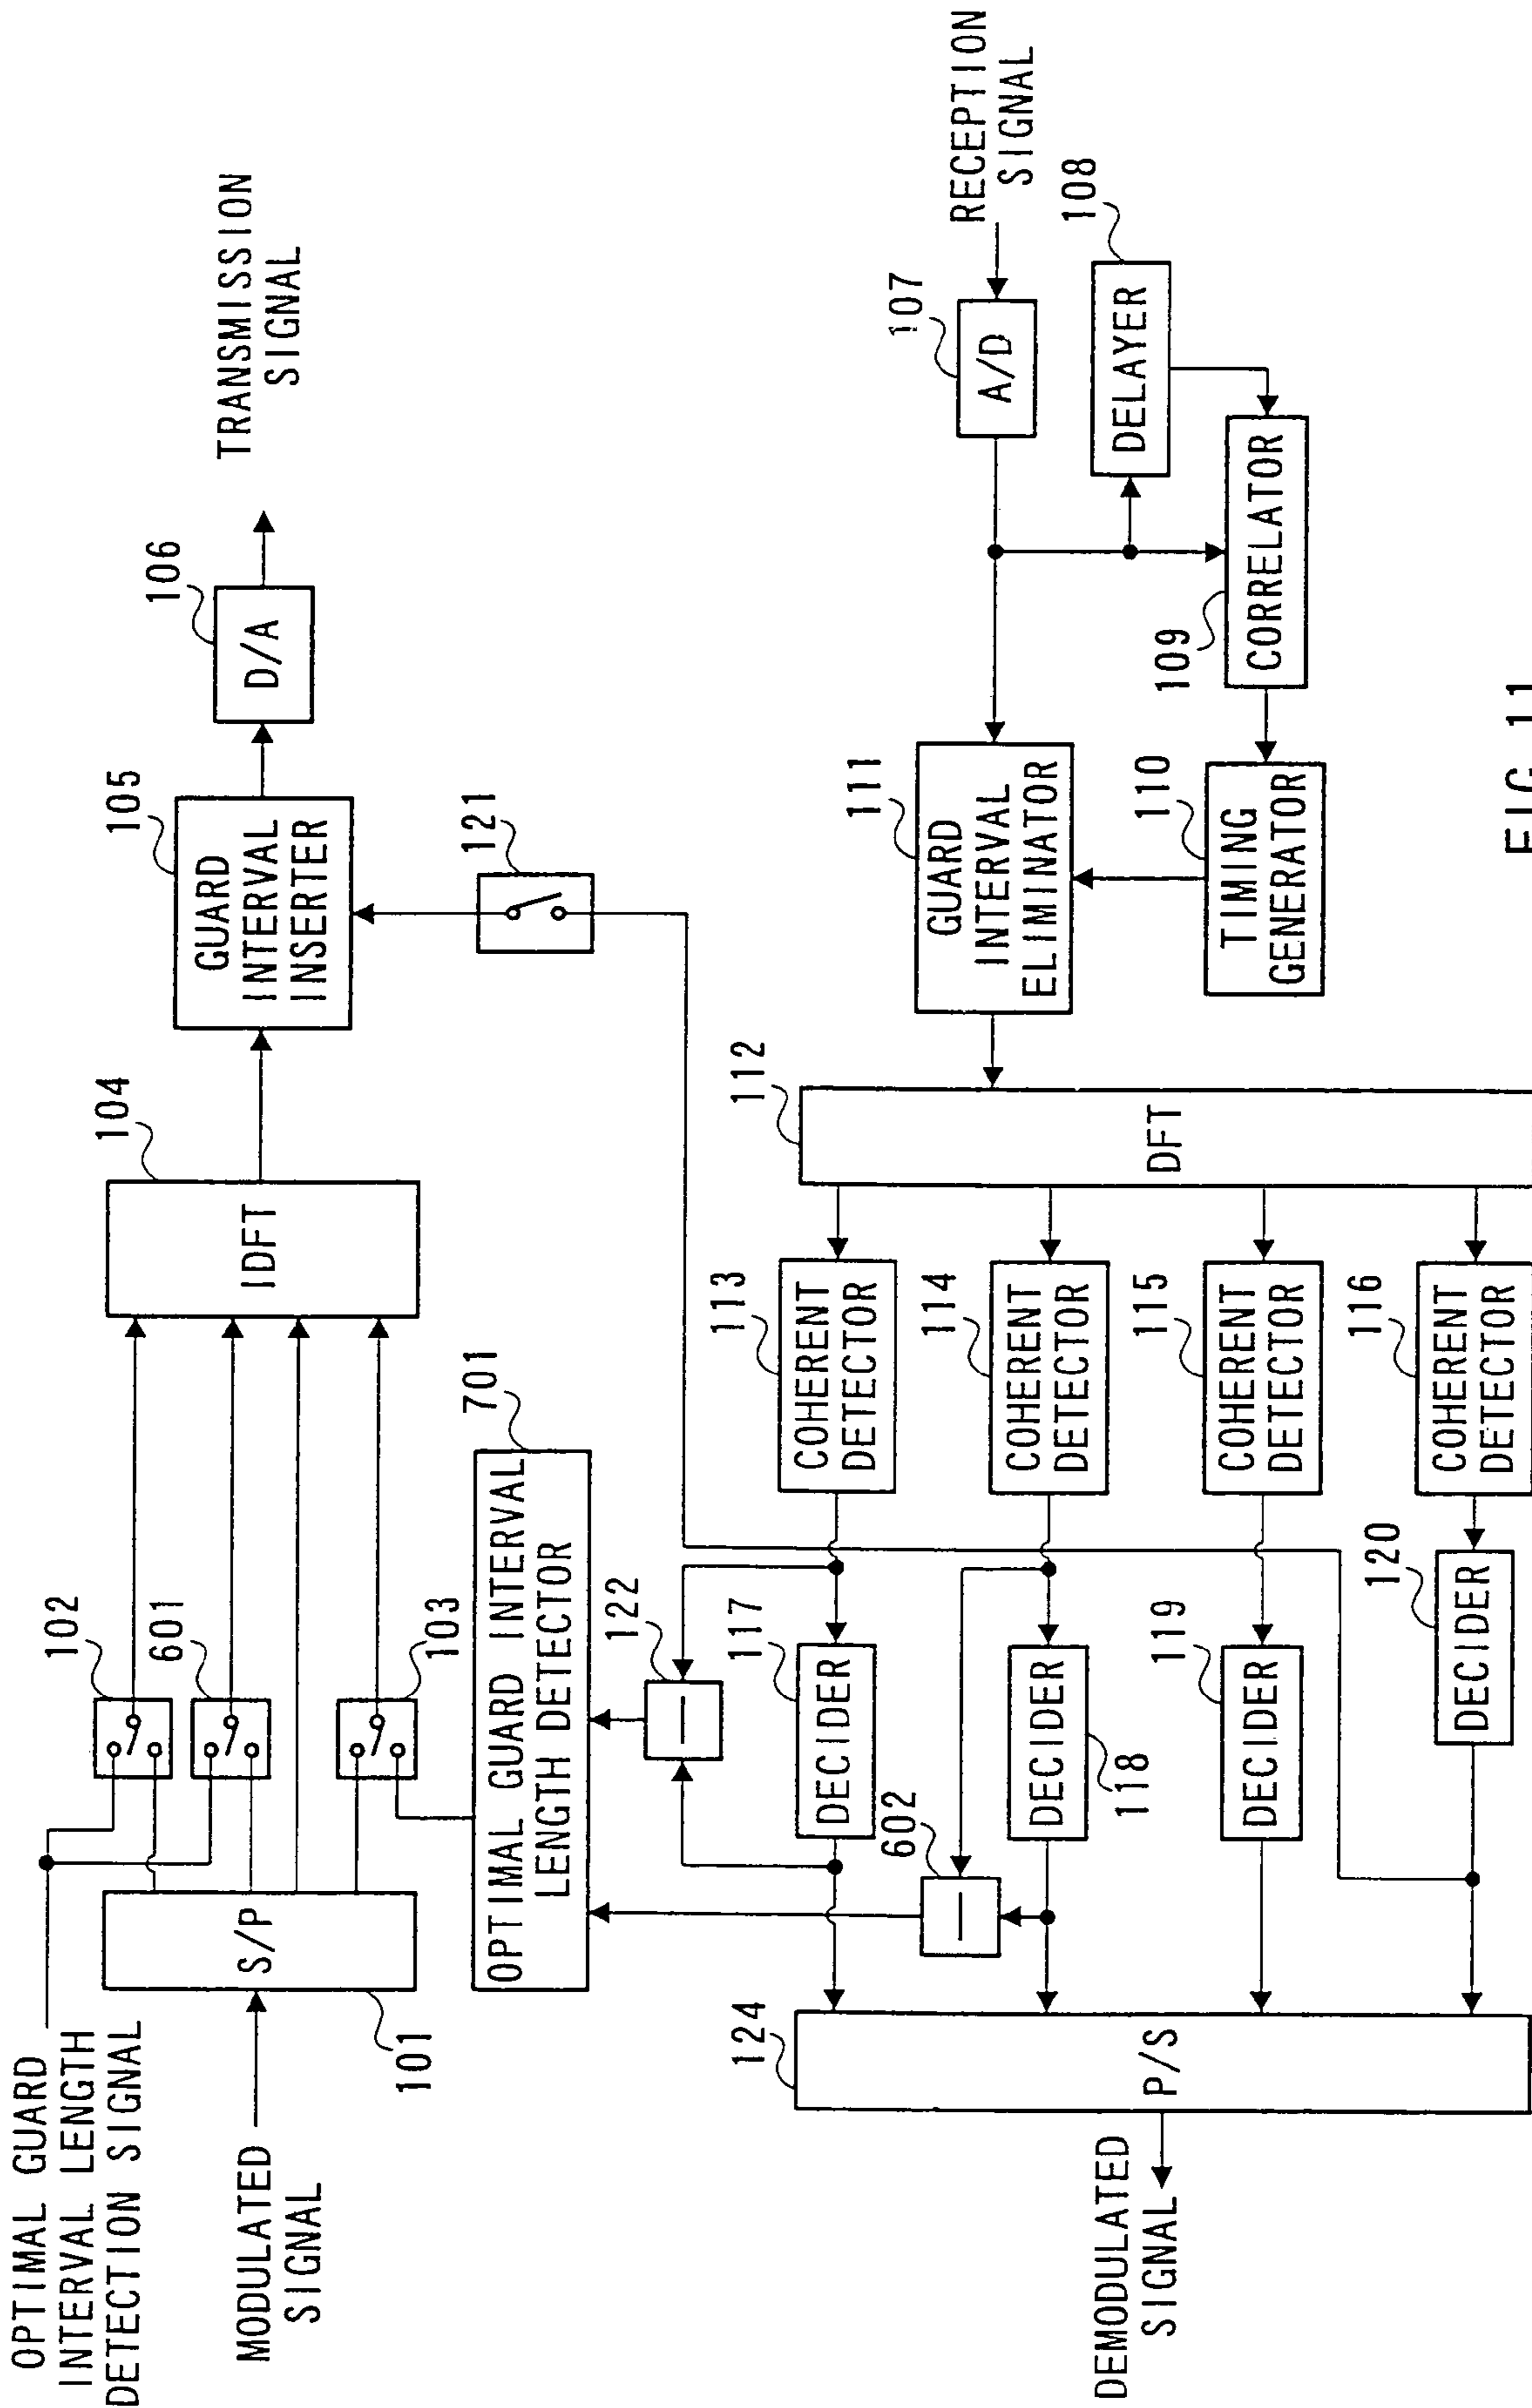 OPTIMAL GUARD
INTERVAL LENGTH
DETECTION SIGNAL
MODULATED
SIGNAL
S/P
101
102
601
103
IDFT
104
GUARD
INTERVAL
INSERTER
105
D/A
106
TRANSMISSION
SIGNAL
121
OPTIMAL GUARD INTERVAL
LENGTH DETECTOR
701
122
602
RECEPTION
SIGNAL
A/D
107
DELAYER
108
CORRELATOR
109
TIMING
GENERATOR
110
GUARD
INTERVAL
ELIMINATOR
111
DFT
112
COHERENT
DETECTOR
113
COHERENT
DETECTOR
114
COHERENT
DETECTOR
115
COHERENT
DETECTOR
116
DECIDER
117
DECIDER
118
DECIDER
119
DECIDER
120
P/S
124
DEMODULATED
SIGNAL
FIG. 11